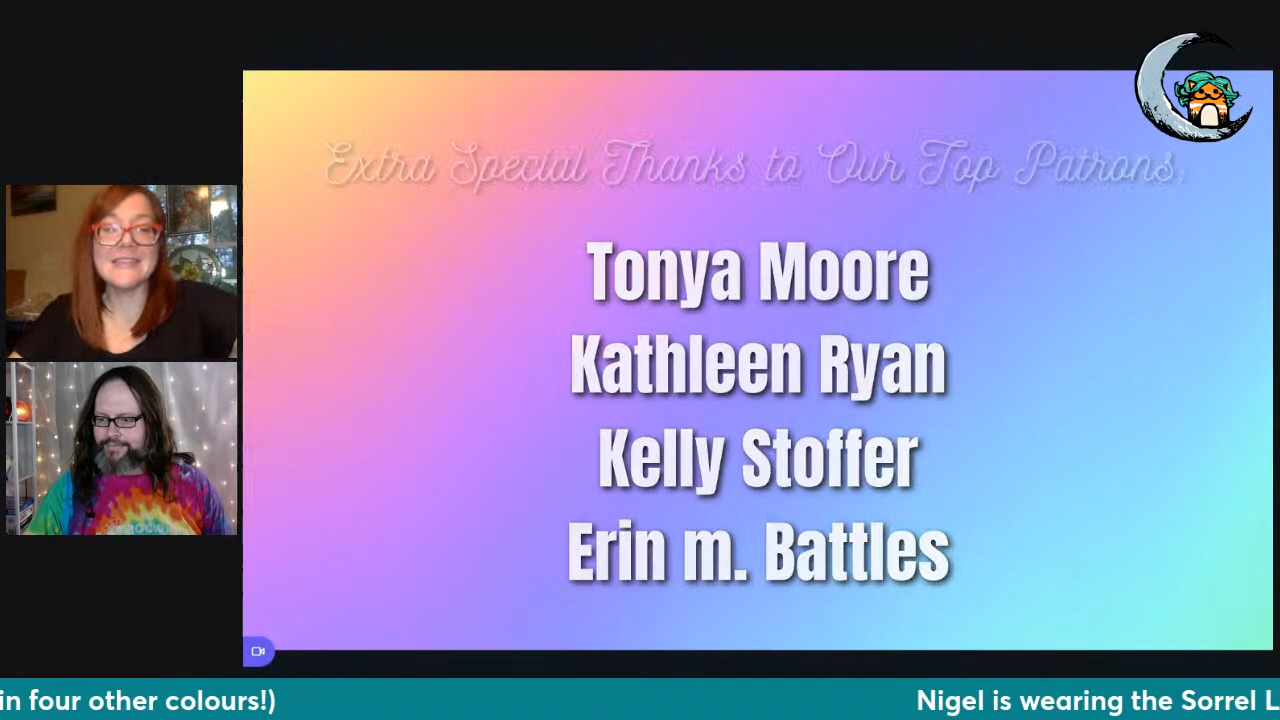 Extra Special Thanks to Our Top Patrons:
Tonya Moore
Kathleen Ryan
Kelly Stoffer
Erin m. Battles
in four other colours!) Nigel is wearing the Sorrel L